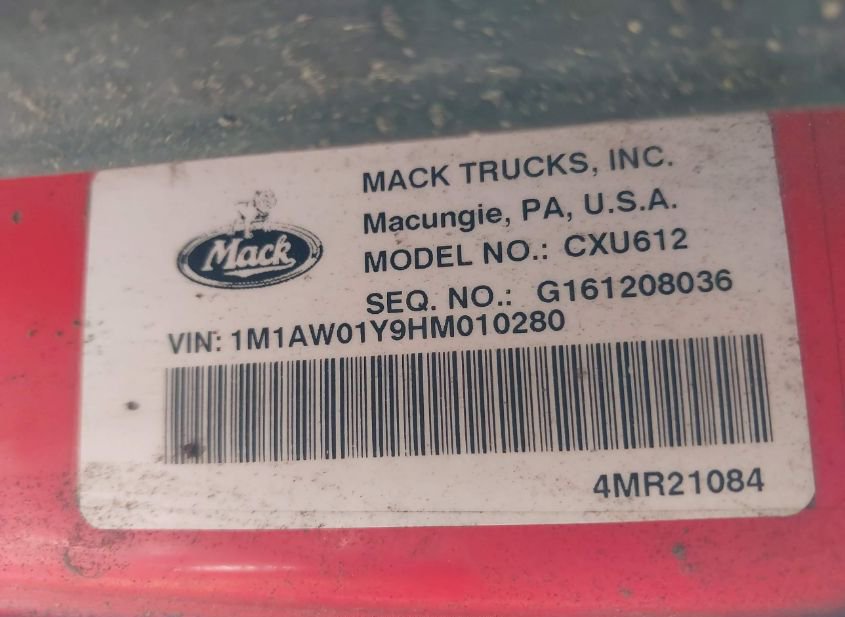 MACK TRUCKS, INC.
Macungie, PA, U.S.A.
Mack
MODEL NO.: CXU612
SEQ. NO.: G161208036
VIN: 1M1AW01Y9HM010280
4MR21084